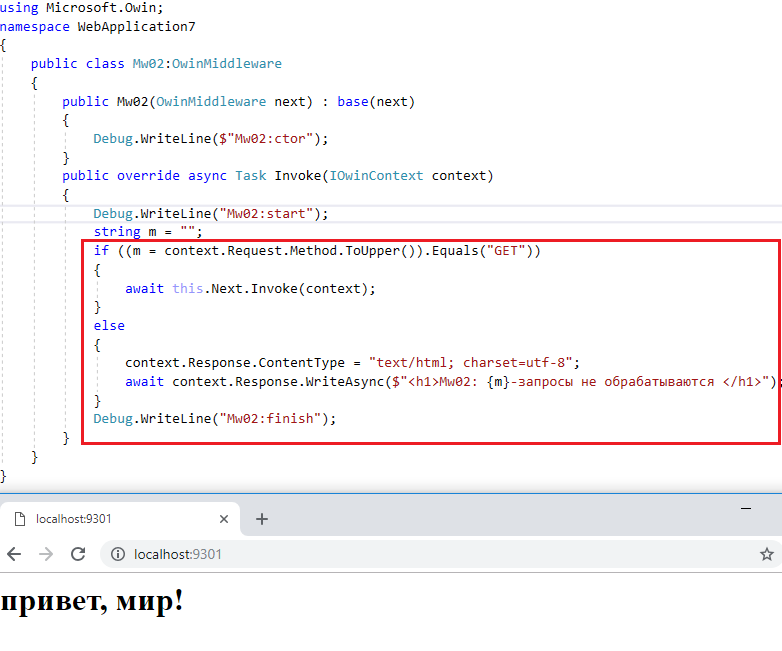 using Microsoft.Owin;
namespace WebApplication7
{
public class Mw02:OwinMiddleware
{
public Mw02(OwinMiddleware next) : base(next)
{
Debug.WriteLine($"Mw02:ctor");
}
public override async Task Invoke(IOwinContext context)
{
Debug.WriteLine("Mw02:start");
string m = "";
if ((m = context.Request.Method.ToUpper()).Equals("GET"))
{
await this.Next.Invoke(context);
}
else
{
context.Response.ContentType = "text/html; charset=utf-8";
await context.Response.WriteAsync($"<h1>Mw02: {m}-запросы не обрабатываются </h1>");
}
Debug.WriteLine("Mw02:finish");
}
}
}
localhost:9301
localhost:9301
привет, мир!